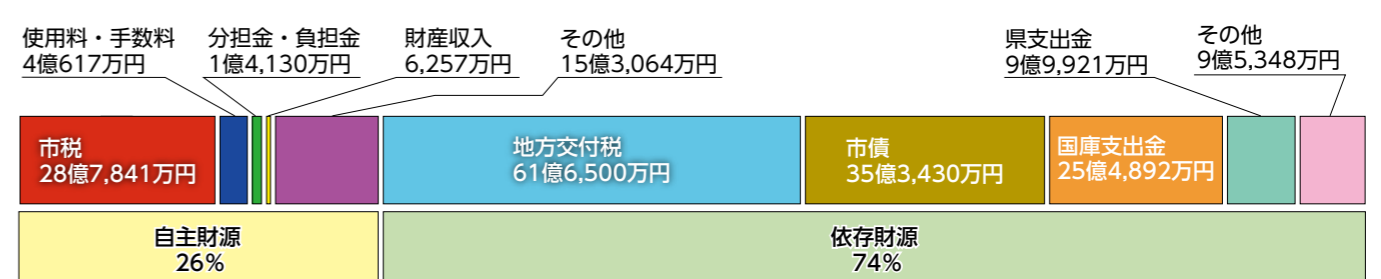 使用料・手数料
4億617万円
分担金・負担金
1億4,130万円
財産収入
6,257万円
その他
15億3,064万円
県支出金
9億9,921万円
その他
9億5,348万円
市税
28億7,841万円
地方交付税
61億6,500万円
市債
35億3,430万円
国庫支出金
25億4,892万円
自主財源
26%
依存財源
74%